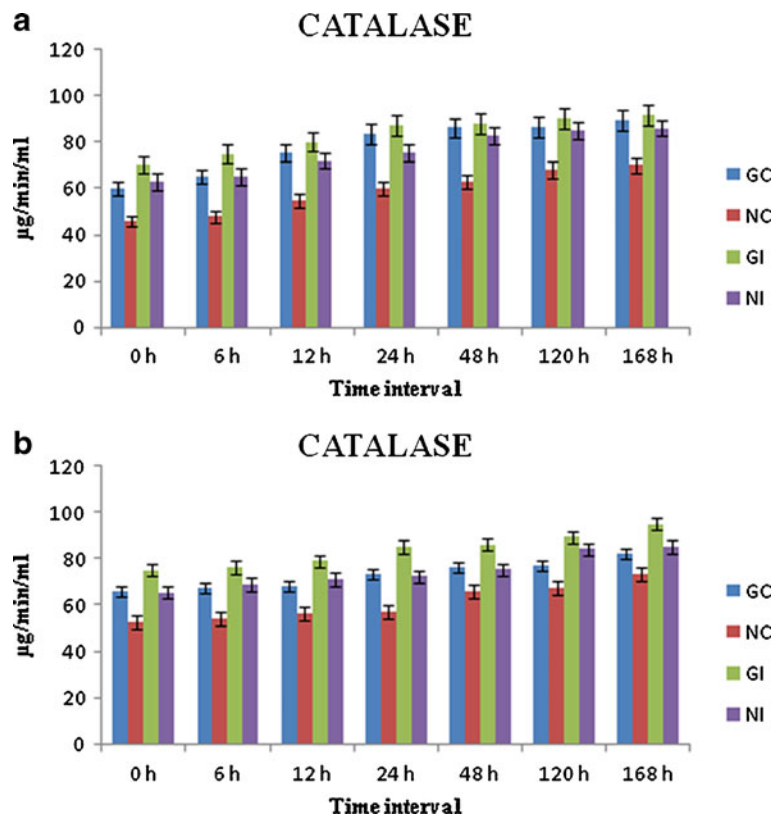 a
CATALASE
120
100
80
60
40
20
0
µg/min/ml
0 h 6 h 12 h 24 h 48 h 120 h 168 h
Time interval
GC
NC
GI
NI
b
CATALASE
120
100
80
60
40
20
0
µg/min/ml
0 h 6 h 12 h 24 h 48 h 120 h 168 h
Time interval
GC
NC
GI
NI